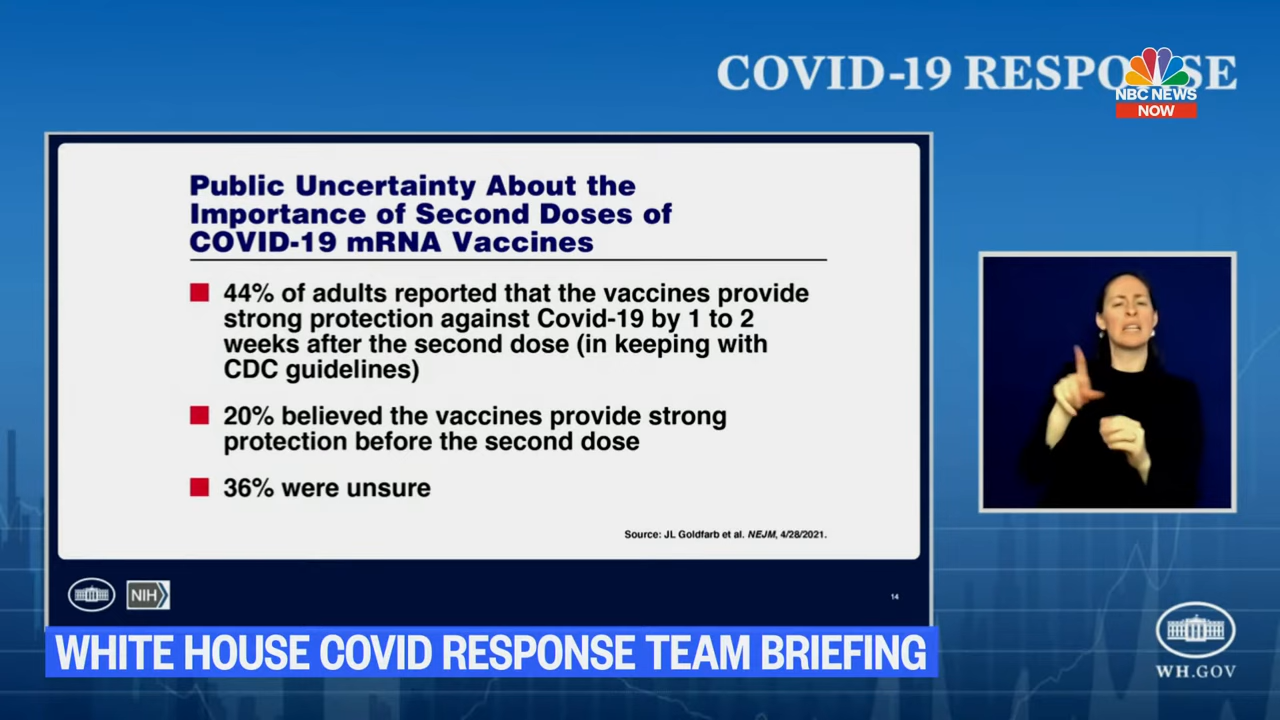 COVID-19 RESPONSE
NBC NEWS
NOW
Public Uncertainty About the
Importance of Second Doses of
COVID-19 mRNA Vaccines
44% of adults reported that the vaccines provide
strong protection against Covid-19 by 1 to 2
weeks after the second dose (in keeping with
CDC guidelines)
20% believed the vaccines provide strong
protection before the second dose
36% were unsure
Source: JL Goldfarb et al. NEJM, 4/28/2021.
NIH
14
WHITE HOUSE COVID RESPONSE TEAM BRIEFING
WH.GOV